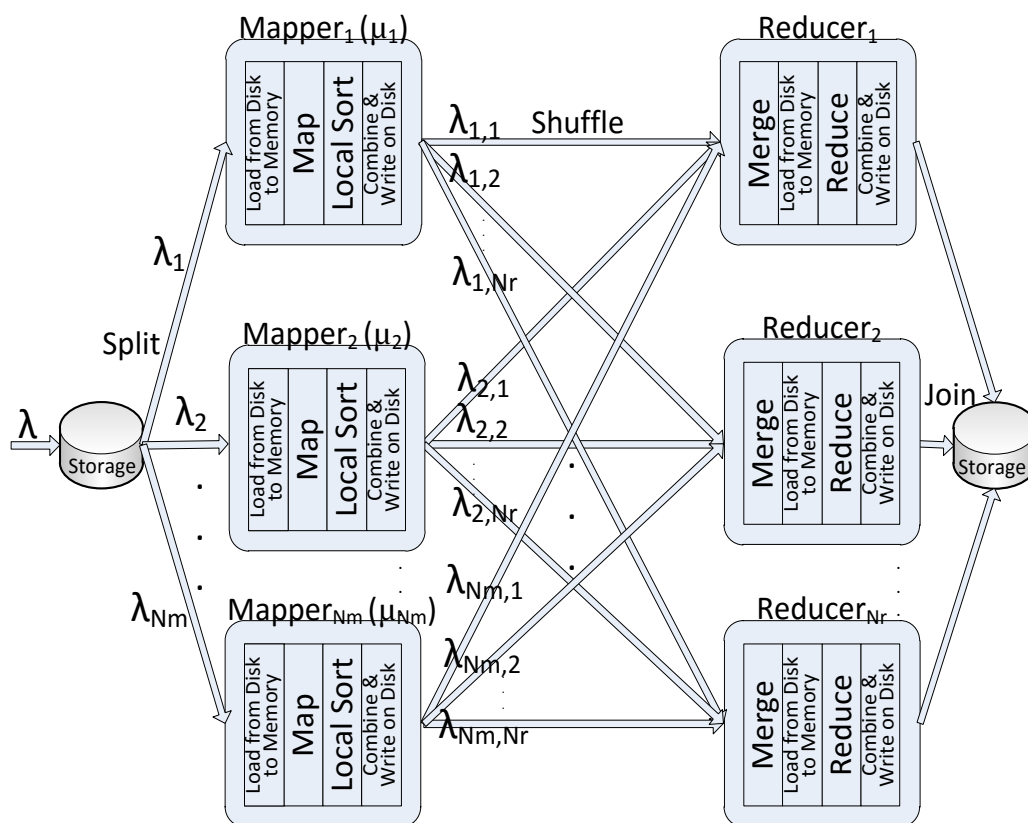 Mapper₁ (μ₁)
Load from Disk
to Memory
Map
Local Sort
Combine &
Write on Disk
Reducer₁
Merge
Load from Disk
to Memory
Reduce
Combine &
Write on Disk
Shuffle
λ₁,₁
λ₁,₂
λ₁,Nr
λ₁
Split
λ
Storage
λ₂
λNm
Mapper₂ (μ₂)
Load from Disk
to Memory
Map
Local Sort
Combine &
Write on Disk
λ₂,₁
λ₂,₂
λ₂,Nr
Reducer₂
Merge
Load from Disk
to Memory
Reduce
Combine &
Write on Disk
Join
Storage
MapperNm (μNm)
Load from Disk
to Memory
Map
Local Sort
Combine &
Write on Disk
λNm,1
λNm,2
λNm,Nr
ReducerNr
Merge
Load from Disk
to Memory
Reduce
Combine &
Write on Disk